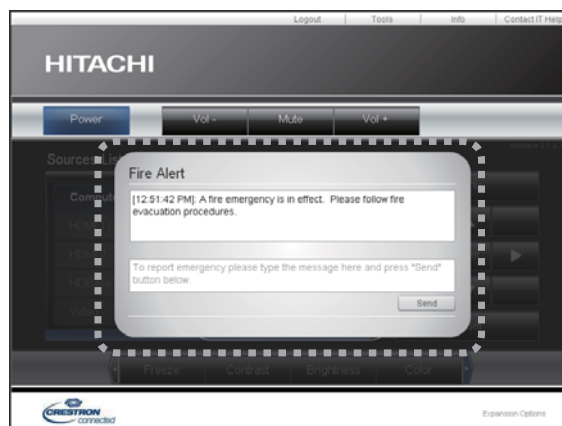 Logout Tools Info Contact IT Help
HITACHI
Power Vol - Mute Vol +
Sources List
Fire Alert
[12:51:42 PM]: A fire emergency is in effect. Please follow fire
evacuation procedures.
To report emergency please type the message here and press "Send"
button below.
Send
Freeze Contrast Brightness Color
CRESTRON
connected
Expansion Options